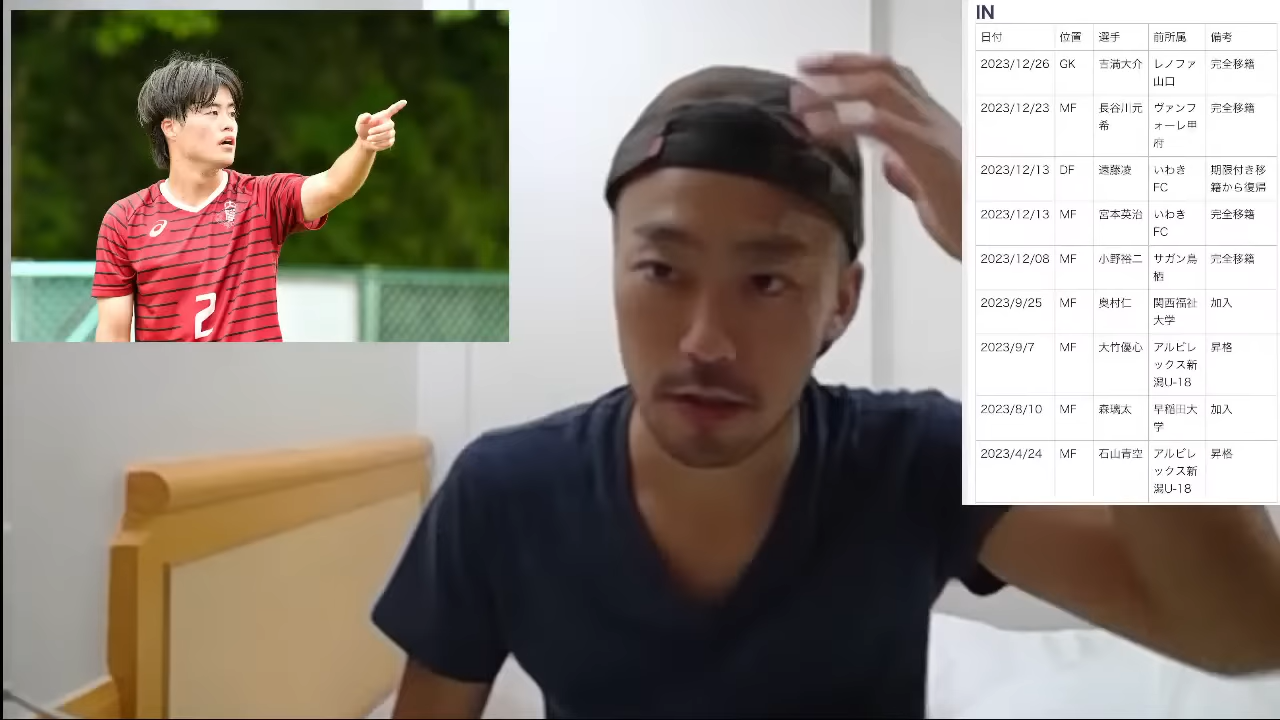 IN
日付 位置 選手 前所属 備考
2023/12/26 GK 吉満大介 レノファ 完全移籍
山口
2023/12/23 MF 長谷川元 ヴァンフ 完全移籍
希 ォーレ甲
府
2023/12/13 DF 遠藤凌 いわき 期限付き移
FC 籍から復帰
2023/12/13 MF 宮本英治 いわき 完全移籍
FC
2023/12/08 MF 小野裕二 サガン鳥 完全移籍
栖
2023/9/25 MF 奥村仁 関西福祉 加入
大学
2023/9/7 MF 大竹優心 アルビレ 昇格
ックス新
潟U-18
2023/8/10 MF 森璃太 早稲田大 加入
学
2023/4/24 MF 石山青空 アルビレ 昇格
ックス新
潟U-18
2